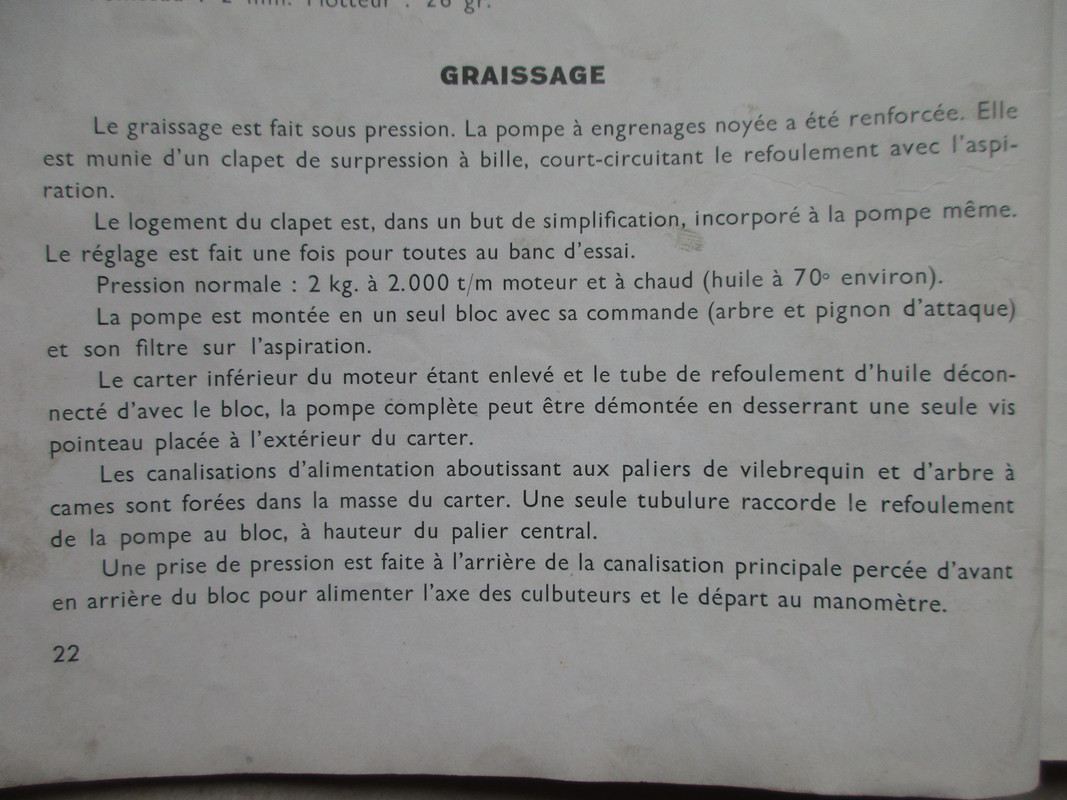 2 mm. Flotteur : 26 gr.
GRAISSAGE
Le graissage est fait sous pression. La pompe à engrenages noyée a été renforcée. Elle
est munie d'un clapet de surpression à bille, court-circuitant le refoulement avec l'aspi-
ration.
Le logement du clapet est, dans un but de simplification, incorporé à la pompe même.
Le réglage est fait une fois pour toutes au banc d'essai.
Pression normale : 2 kg. à 2.000 t/m moteur et à chaud (huile à 70° environ).
La pompe est montée en un seul bloc avec sa commande (arbre et pignon d'attaque)
et son filtre sur l'aspiration.
Le carter inférieur du moteur étant enlevé et le tube de refoulement d'huile décon-
necté d'avec le bloc, la pompe complète peut être démontée en desserrant une seule vis
pointeau placée à l'extérieur du carter.
Les canalisations d'alimentation aboutissant aux paliers de vilebrequin et d'arbre à
cames sont forées dans la masse du carter. Une seule tubulure raccorde le refoulement
de la pompe au bloc, à hauteur du palier central.
Une prise de pression est faite à l'arrière de la canalisation principale percée d'avant
en arrière du bloc pour alimenter l'axe des culbuteurs et le départ au manomètre.
22